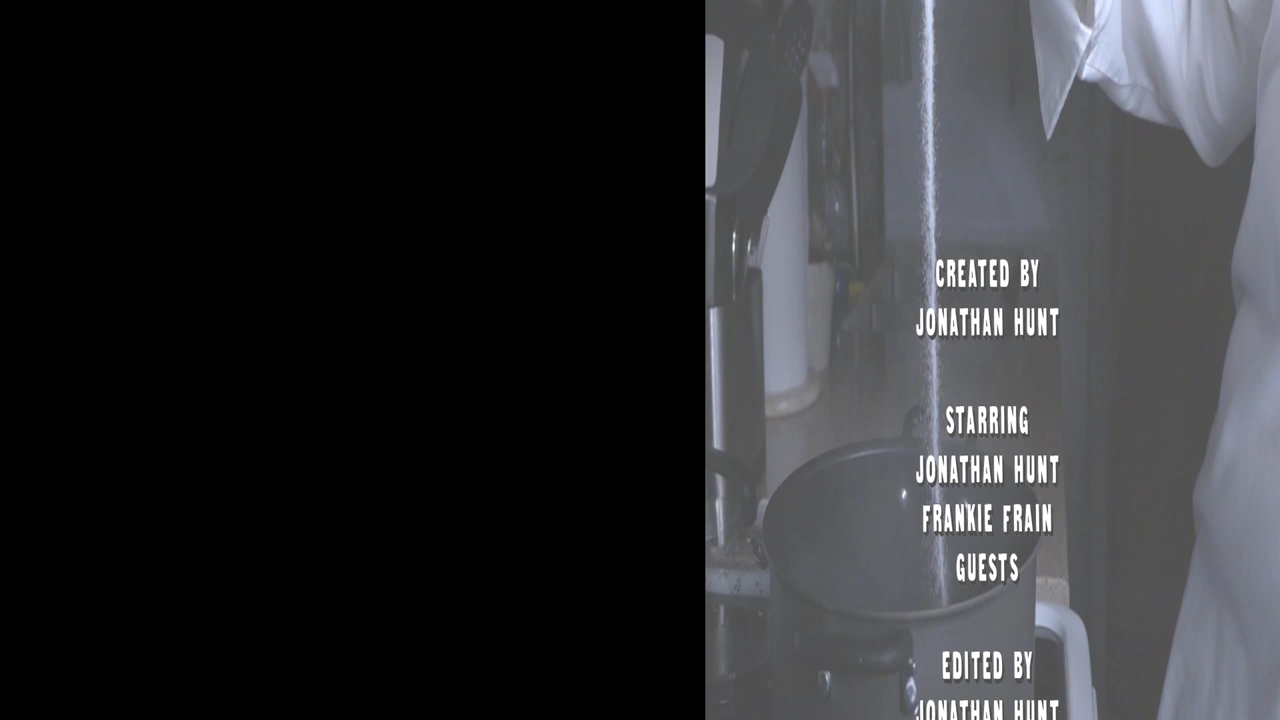 CREATED BY
JONATHAN HUNT
STARRING
JONATHAN HUNT
FRANKIE FRAIN
GUESTS
EDITED BY
JONATHAN HUNT